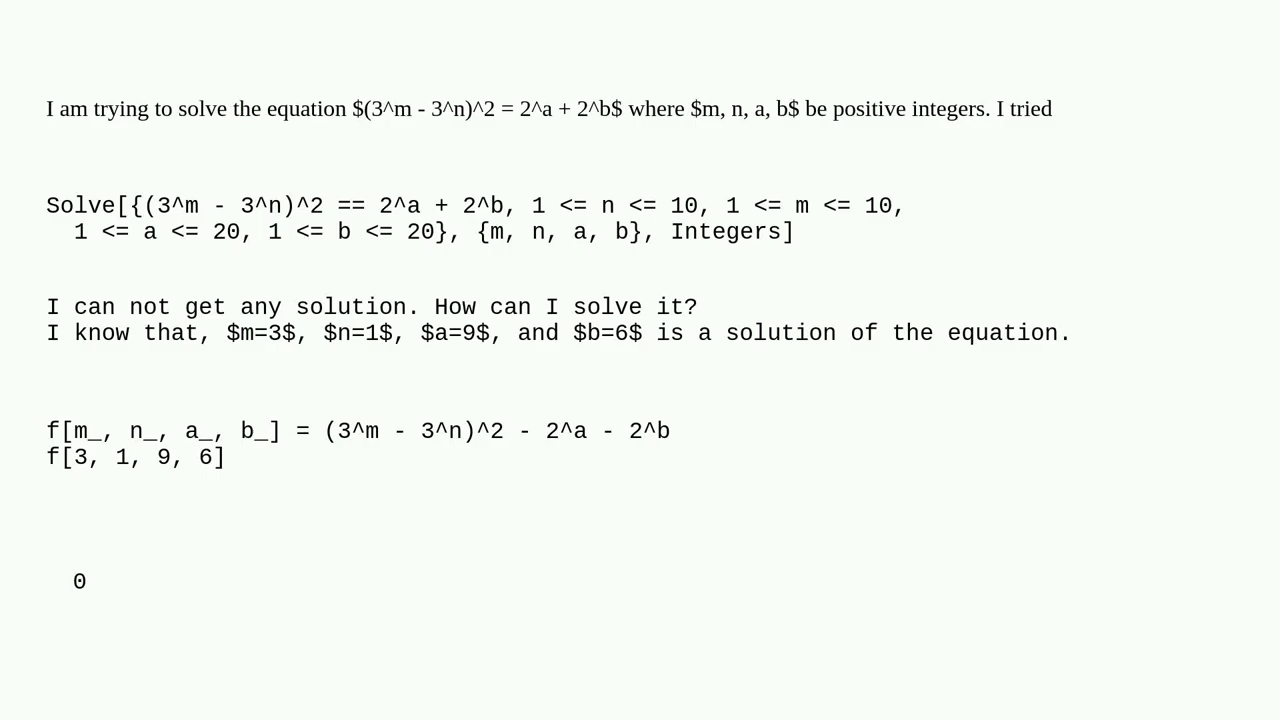 I am trying to solve the equation $(3^m - 3^n)^2 = 2^a + 2^b$ where $m, n, a, b$ be positive integers. I tried
Solve[{(3^m - 3^n)^2 == 2^a + 2^b, 1 <= n <= 10, 1 <= m <= 10,
  1 <= a <= 20, 1 <= b <= 20}, {m, n, a, b}, Integers]
I can not get any solution. How can I solve it?
I know that, $m=3$, $n=1$, $a=9$, and $b=6$ is a solution of the equation.
f[m_, n_, a_, b_] = (3^m - 3^n)^2 - 2^a - 2^b
f[3, 1, 9, 6]
0